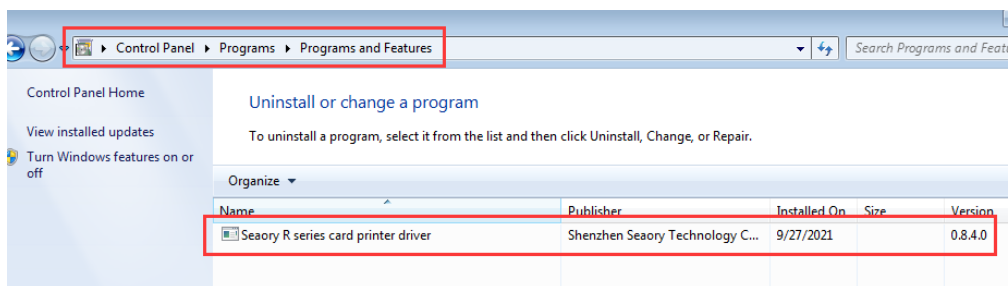 Control Panel Programs Programs and Features
Search Programs and Feat
Control Panel Home
View installed updates
Turn Windows features on or
off
Uninstall or change a program
To uninstall a program, select it from the list and then click Uninstall, Change, or Repair.
Organize
Name Publisher Installed On Size Version
Seaory R series card printer driver Shenzhen Seaory Technology C... 9/27/2021 0.8.4.0